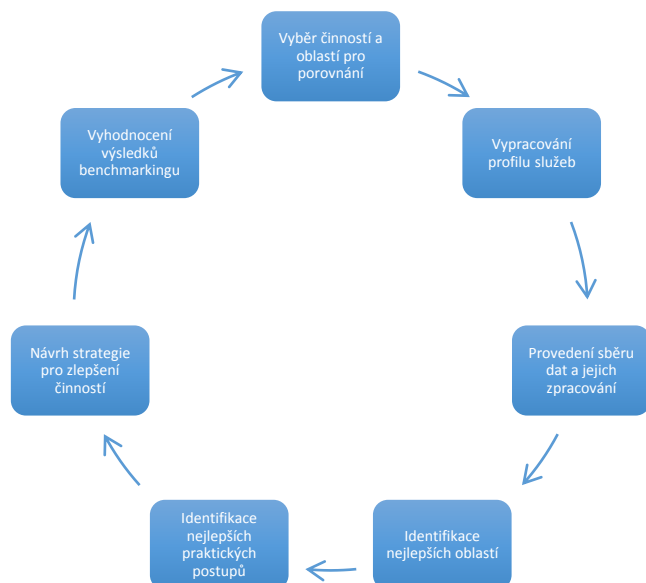 Vyběr činností a
oblastí pro
porovnání
Vypracování
profilu služeb
Provedení sběru
dat a jejich
zpracování
Identifikace
nejlepších oblastí
Identifikace
nejlepších
praktických
postupů
Návrh strategie
pro zlepšení
činností
Vyhodnocení
výsledků
benchmarkingu